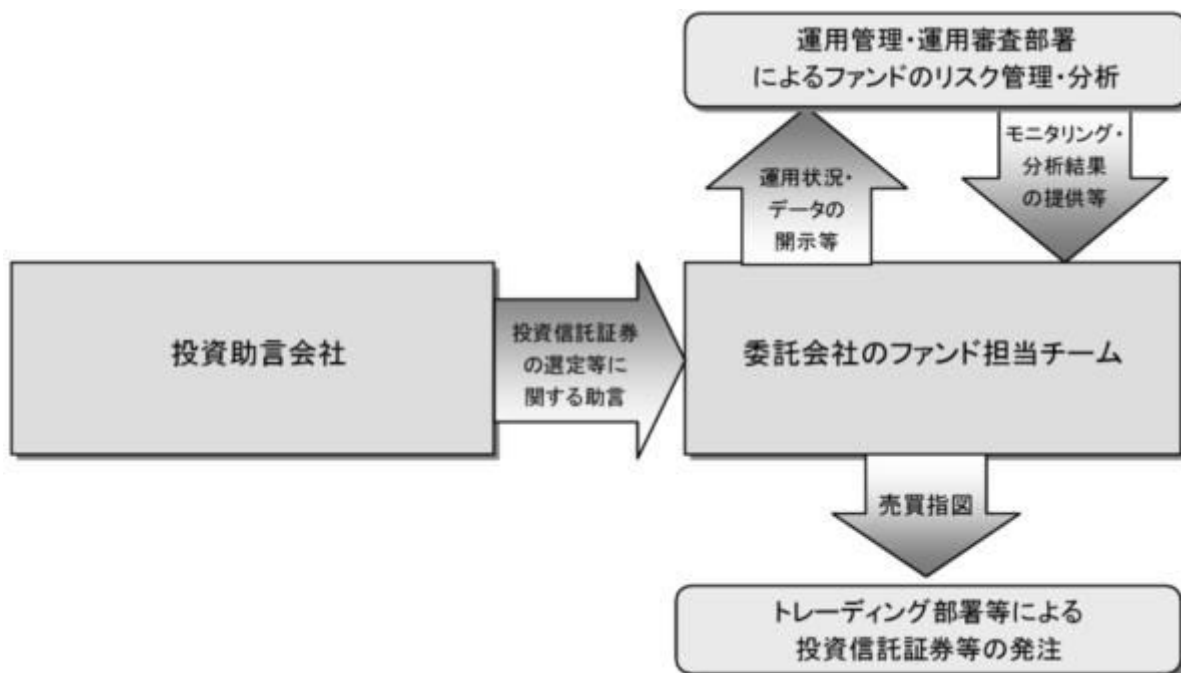 運用管理・運用審査部署
によるファンドのリスク管理・分析
運用状況・
データの
開示等
モニタリング・
分析結果
の提供等
投資助言会社
投資信託証券
の選定等に
関する助言
委託会社のファンド担当チーム
売買指図
トレーディング部署等による
投資信託証券等の発注